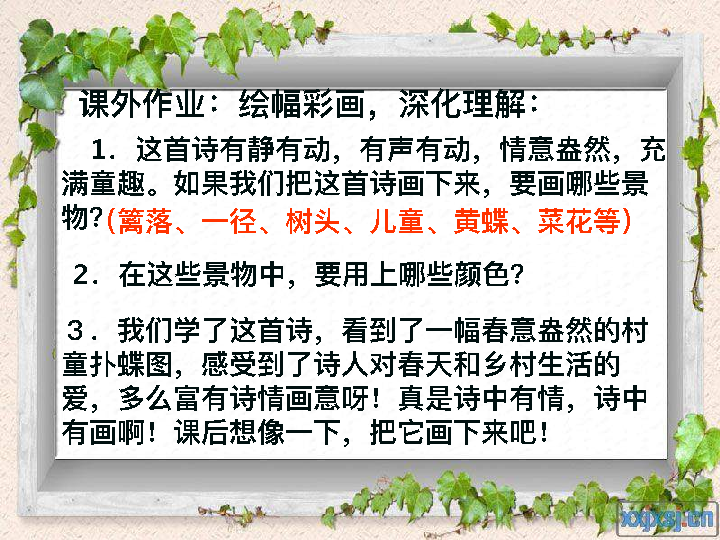 课外作业：绘幅彩画，深化理解：
1．这首诗有静有动，有声有动，情意盎然，充
满童趣。如果我们把这首诗画下来，要画哪些景
物？(篱落、一径、树头、儿童、黄蝶、菜花等)
2．在这些景物中，要用上哪些颜色？
３．我们学了这首诗，看到了一幅春意盎然的村
童扑蝶图，感受到了诗人对春天和乡村生活的
爱，多么富有诗情画意呀！真是诗中有情，诗中
有画啊！课后想像一下，把它画下来吧！
xxjxsj.cn